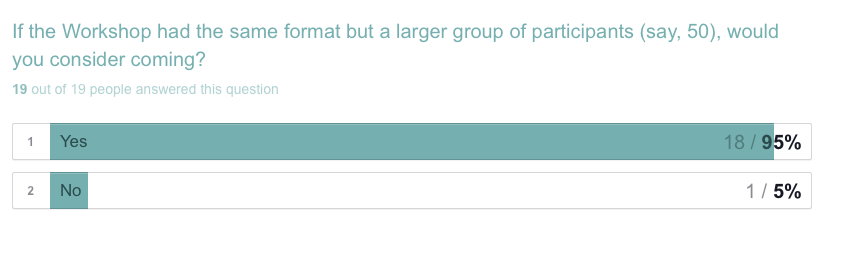 If the Workshop had the same format but a larger group of participants (say, 50), would
you consider coming?
19 out of 19 people answered this question
1 Yes 18 / 95%
2 No 1 / 5%